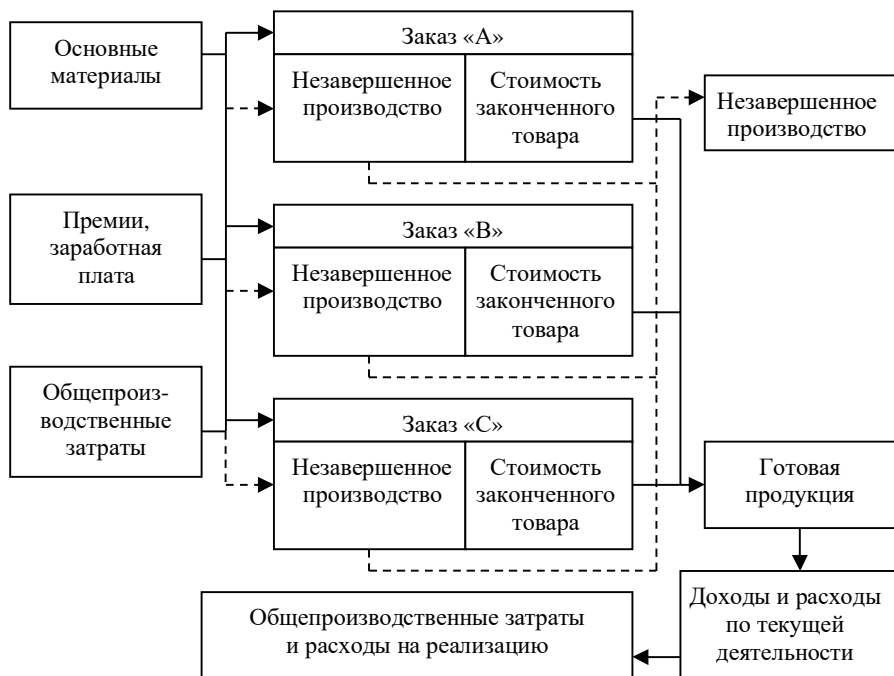 Основные
материалы
Заказ «А»
Незавершенное
производство
Стоимость
законченного
товара
Незавершенное
производство
Премии,
заработная
плата
Заказ «В»
Незавершенное
производство
Стоимость
законченного
товара
Общепроиз-
водственные
затраты
Заказ «С»
Незавершенное
производство
Стоимость
законченного
товара
Готовая
продукция
Общепроизводственные затраты
и расходы на реализацию
Доходы и расходы
по текущей
деятельности